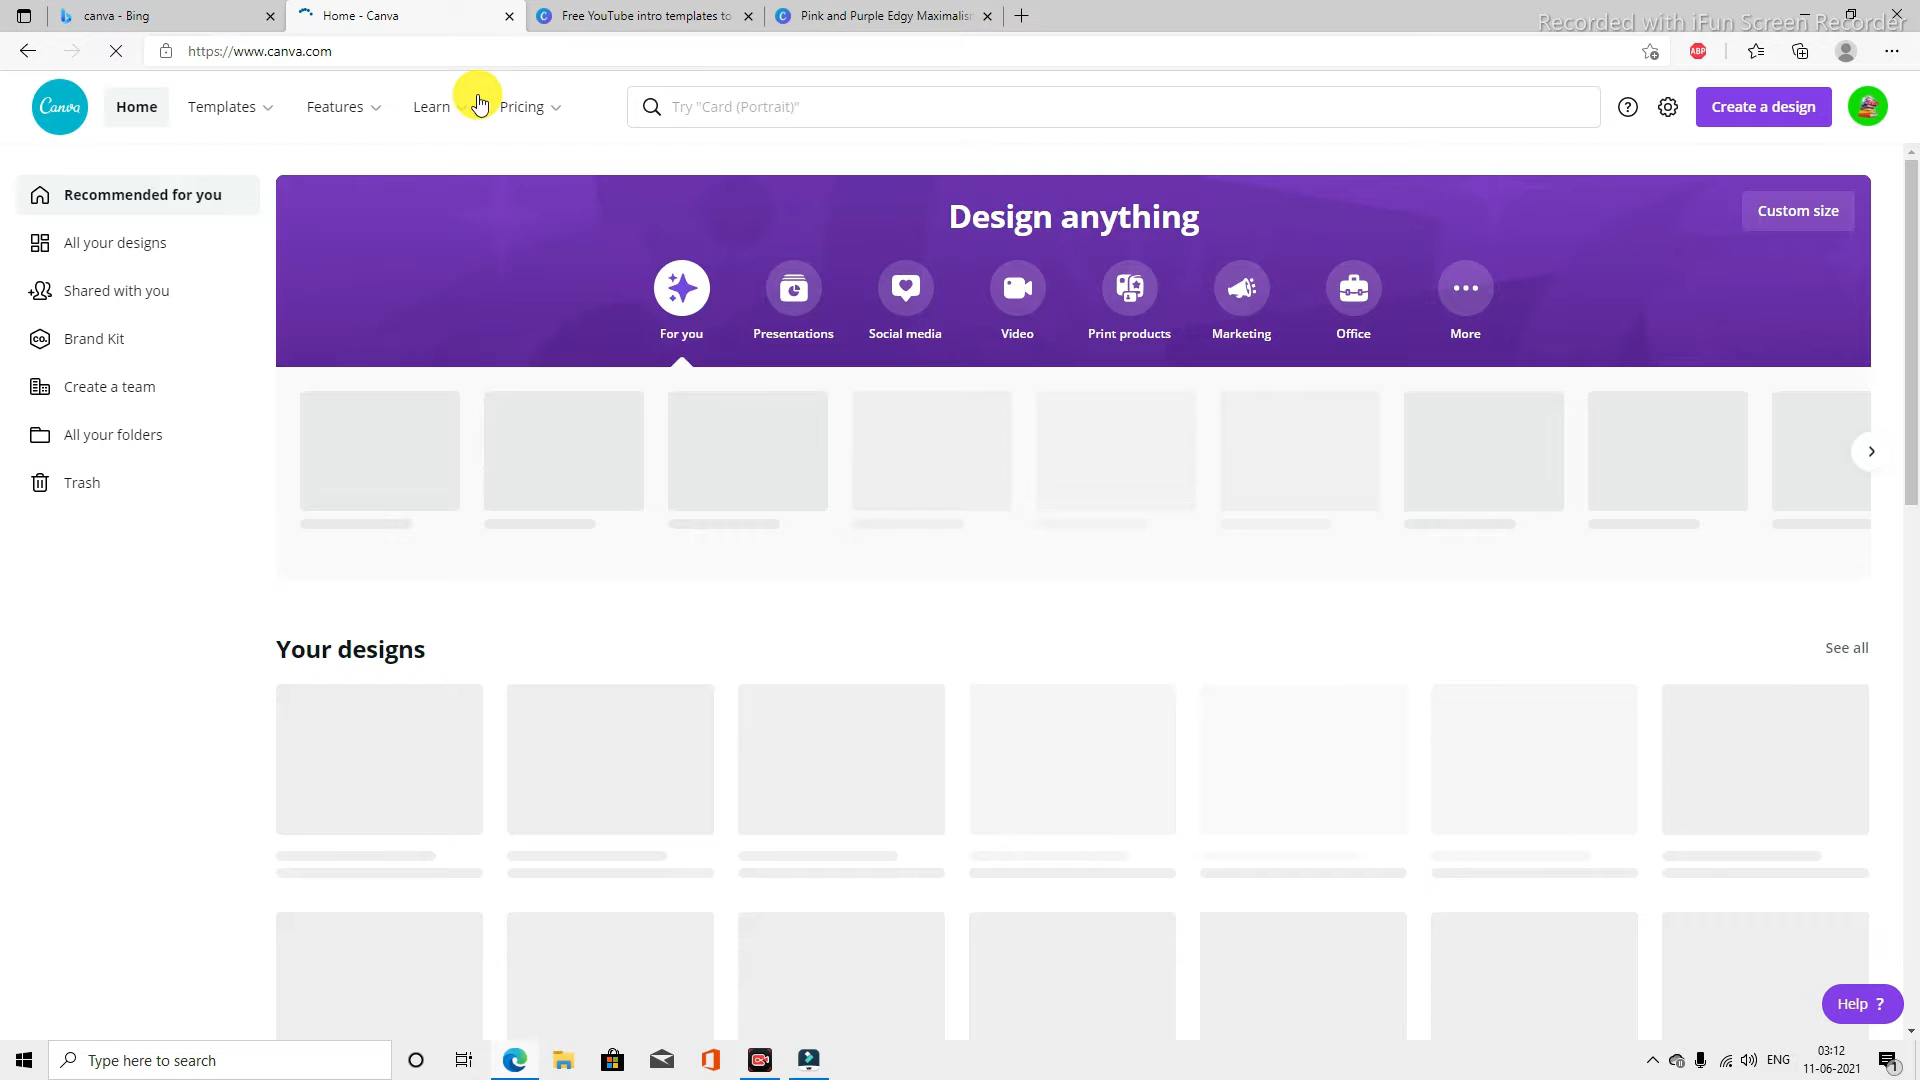 canva - Bing
Home - Canva
Free YouTube intro templates to
Pink and Purple Edgy Maximalism
Recorded with iFun Screen Recorder
https://www.canva.com
ABP
Canva
Home
Templates
Features
Learn
Pricing
Try "Card (Portrait)"
Create a design
Recommended for you
All your designs
Shared with you
Brand Kit
Create a team
All your folders
Trash
Design anything
Custom size
For you
Presentations
Social media
Video
Print products
Marketing
Office
More
Your designs
See all
Help ?
Type here to search
ENG
03:12
11-06-2021